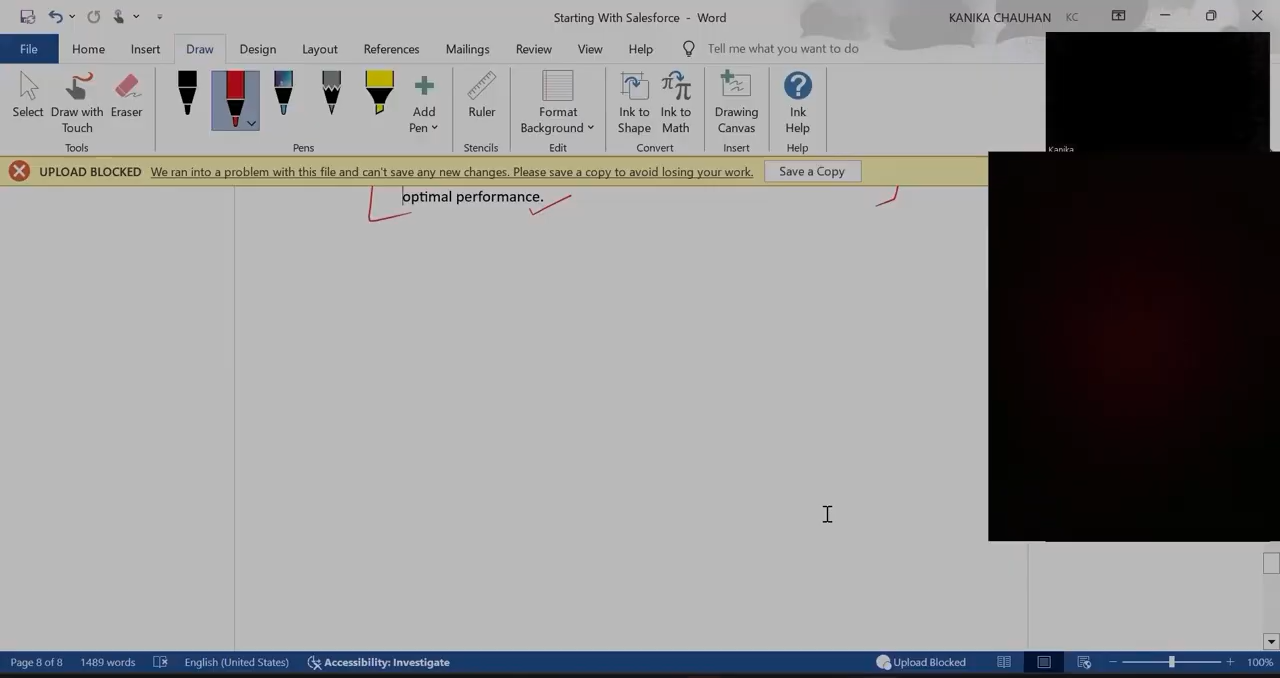 Starting With Salesforce - Word
KANIKA CHAUHAN KC
File Home Insert Draw Design Layout References Mailings Review View Help Tell me what you want to do
Select
Draw with Touch
Eraser
Add Pen
Ruler
Format Background
Ink to Shape
Ink to Math
Drawing Canvas
Ink Help
Tools Pens Stencils Edit Convert Insert Help
Kanika
UPLOAD BLOCKED We ran into a problem with this file and can't save any new changes. Please save a copy to avoid losing your work. Save a Copy
optimal performance.
Page 8 of 8 1489 words English (United States) Accessibility: Investigate Upload Blocked 100%